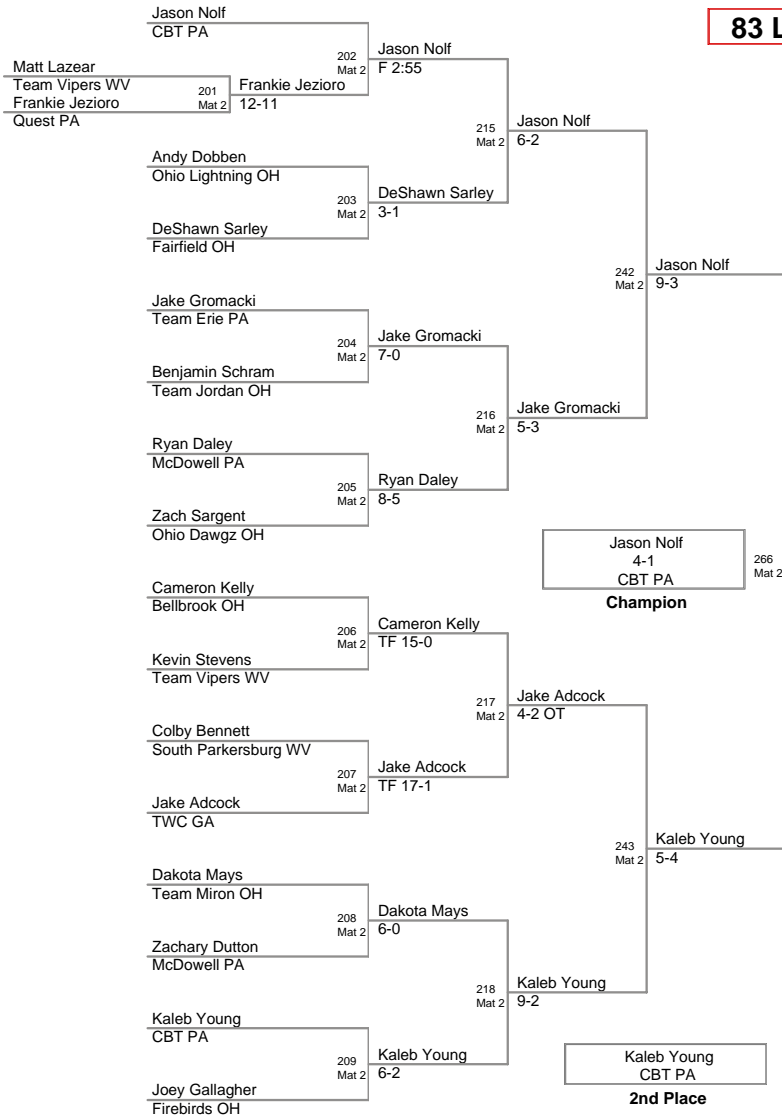 Jason Nolf
CBT PA
83 L
202
Mat 2
Jason Nolf
F 2:55
Matt Lazear
Team Vipers WV
201
Mat 2
Frankie Jezioro
12-11
Frankie Jezioro
Quest PA
215
Mat 2
Jason Nolf
6-2
Andy Dobben
Ohio Lightning OH
203
Mat 2
DeShawn Sarley
3-1
DeShawn Sarley
Fairfield OH
242
Mat 2
Jason Nolf
9-3
Jake Gromacki
Team Erie PA
204
Mat 2
Jake Gromacki
7-0
Benjamin Schram
Team Jordan OH
216
Mat 2
Jake Gromacki
5-3
Ryan Daley
McDowell PA
205
Mat 2
Ryan Daley
8-5
Zach Sargent
Ohio Dawgz OH
Jason Nolf
4-1
CBT PA
266
Mat 2
Champion
Cameron Kelly
Bellbrook OH
206
Mat 2
Cameron Kelly
TF 15-0
Kevin Stevens
Team Vipers WV
217
Mat 2
Jake Adcock
4-2 OT
Colby Bennett
South Parkersburg WV
207
Mat 2
Jake Adcock
TF 17-1
Jake Adcock
TWC GA
243
Mat 2
Kaleb Young
5-4
Dakota Mays
Team Miron OH
208
Mat 2
Dakota Mays
6-0
Zachary Dutton
McDowell PA
218
Mat 2
Kaleb Young
9-2
Kaleb Young
CBT PA
209
Mat 2
Kaleb Young
6-2
Joey Gallagher
Firebirds OH
Kaleb Young
CBT PA
2nd Place